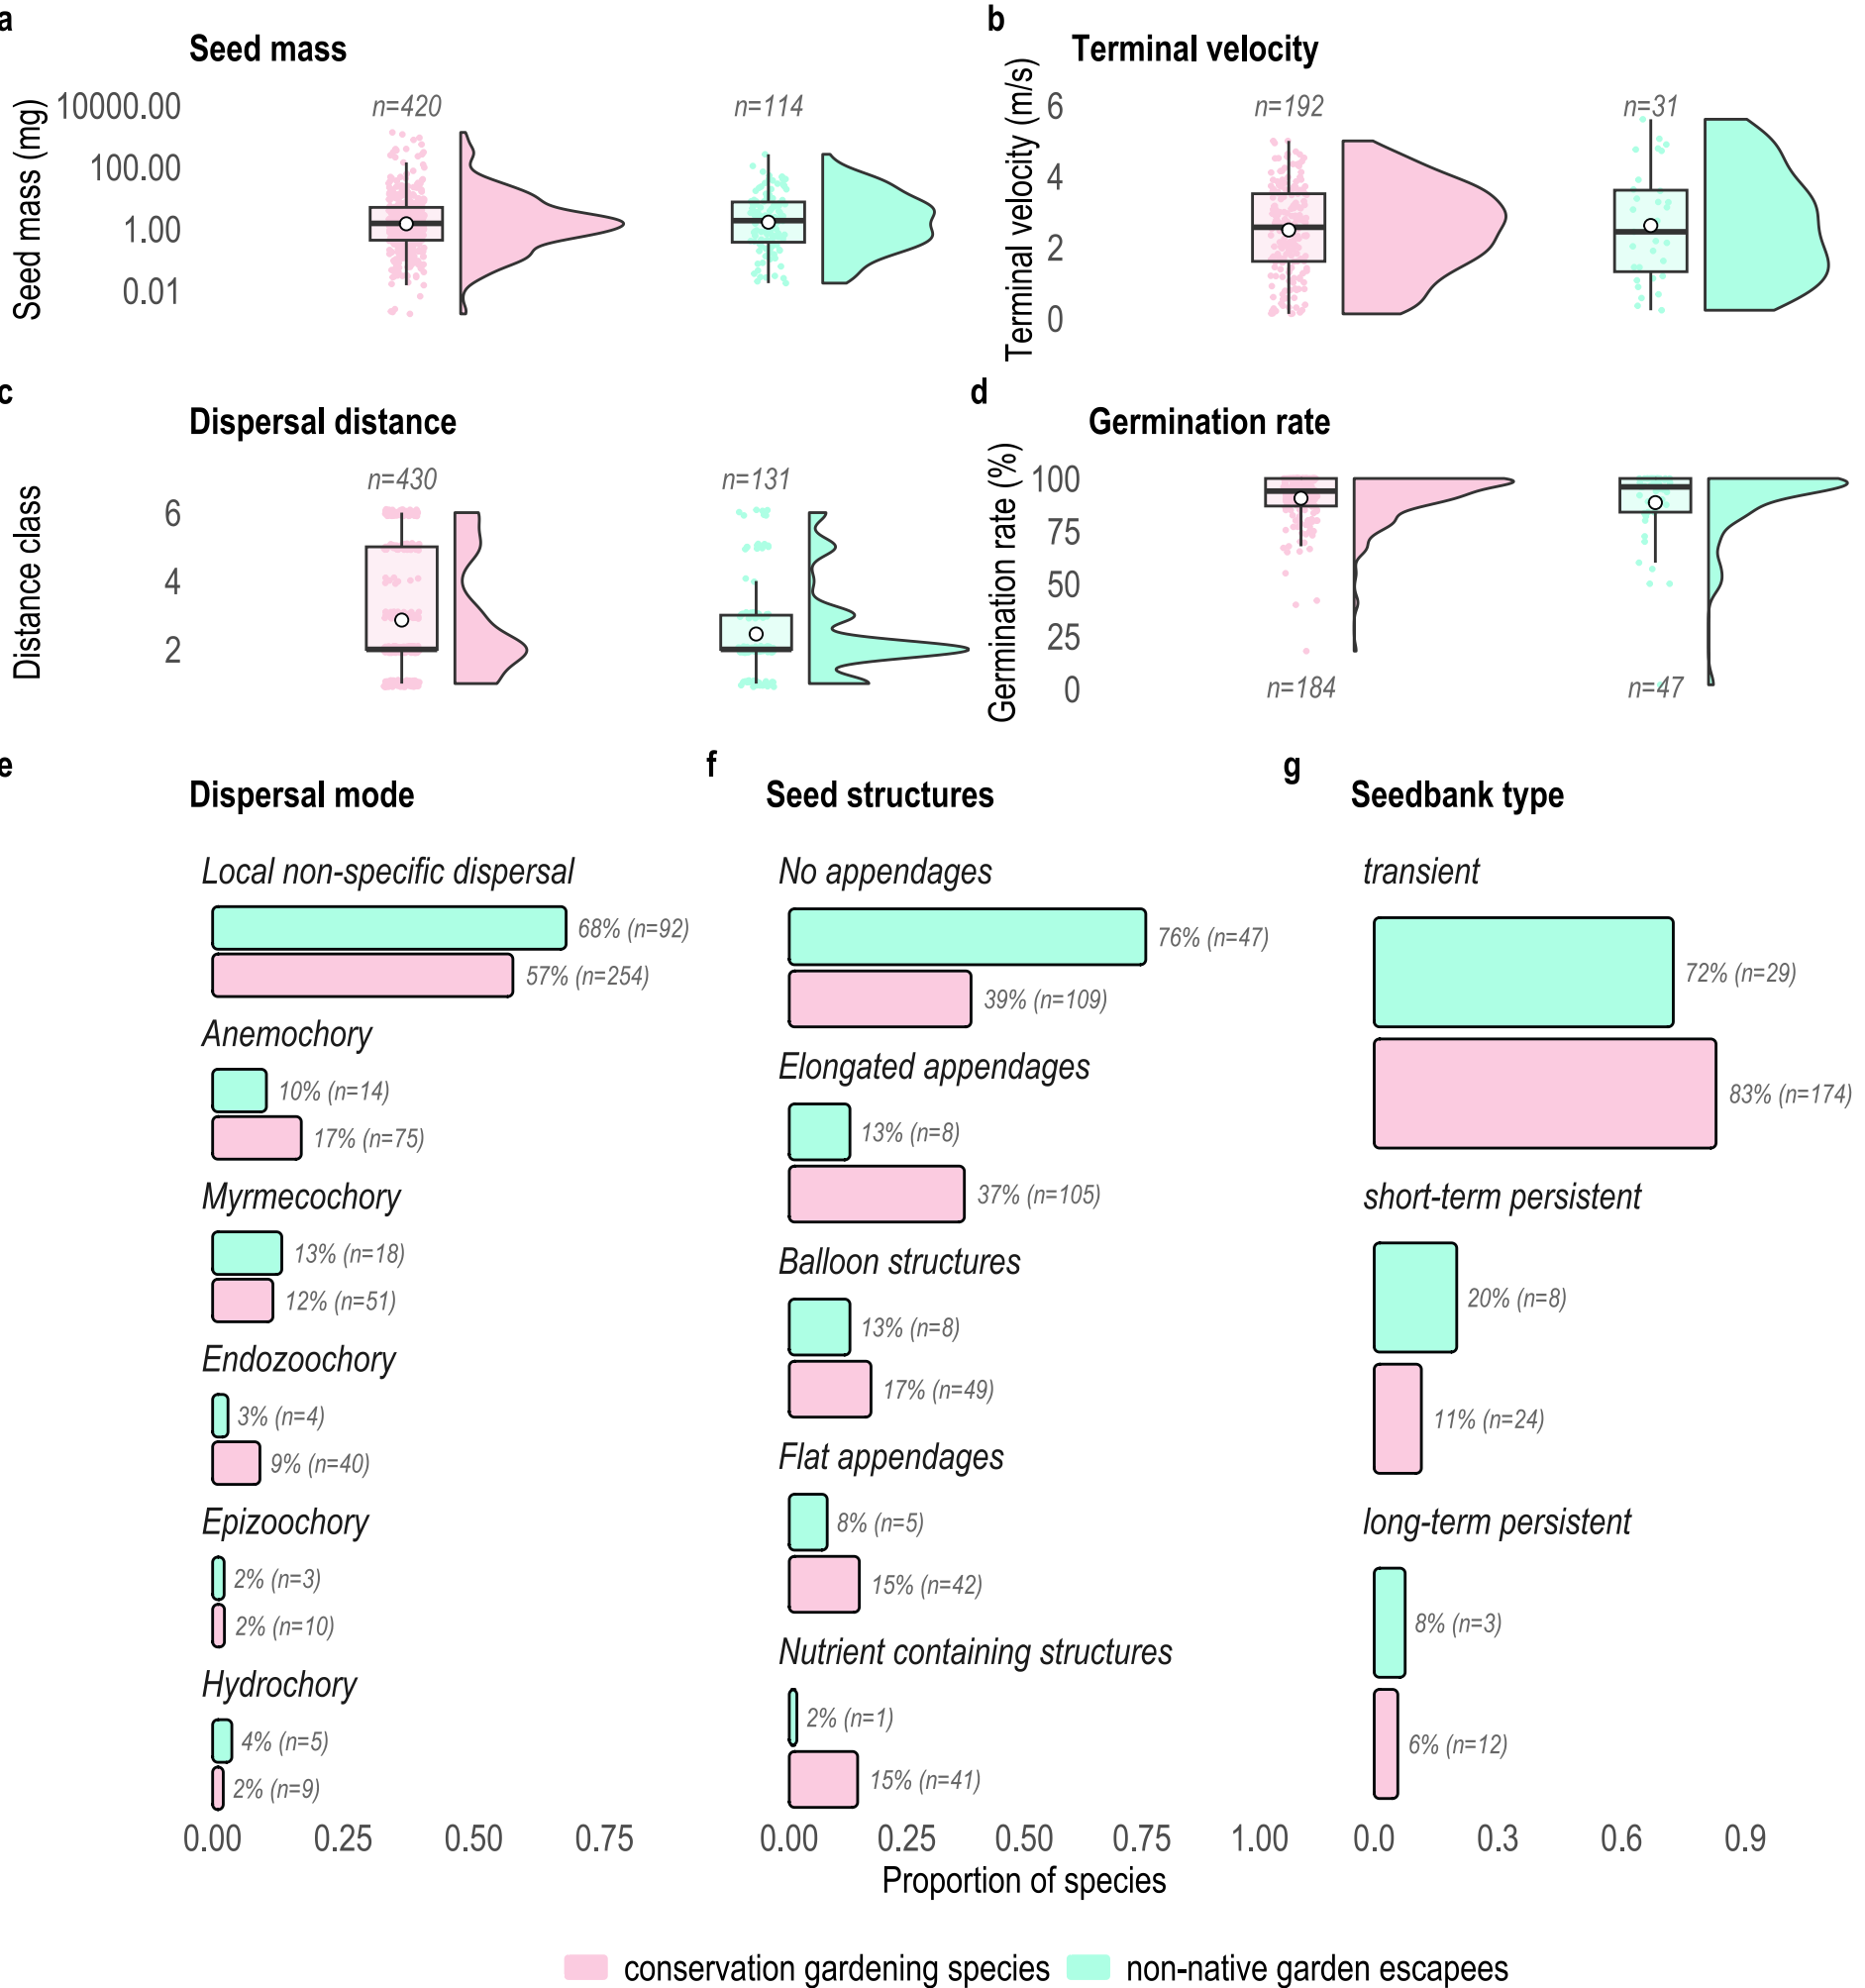 a
Seed mass
Seed mass (mg)
10000.00
100.00
1.00
0.01
n=420
n=114
b
Terminal velocity
Terminal velocity (m/s)
6
4
2
0
n=192
n=31
c
Dispersal distance
Distance class
6
4
2
n=430
n=131
d
Germination rate
Germination rate (%)
100
75
50
25
0
n=184
n=47
e
Dispersal mode
Local non-specific dispersal
68% (n=92)
57% (n=254)
Anemochory
10% (n=14)
17% (n=75)
Myrmecochory
13% (n=18)
12% (n=51)
Endozoochory
3% (n=4)
9% (n=40)
Epizoochory
2% (n=3)
2% (n=10)
Hydrochory
4% (n=5)
2% (n=9)
0.00 0.25 0.50 0.75
f
Seed structures
No appendages
76% (n=47)
39% (n=109)
Elongated appendages
13% (n=8)
37% (n=105)
Balloon structures
13% (n=8)
17% (n=49)
Flat appendages
8% (n=5)
15% (n=42)
Nutrient containing structures
2% (n=1)
15% (n=41)
0.00 0.25 0.50 0.75 1.00
g
Seedbank type
transient
72% (n=29)
83% (n=174)
short-term persistent
20% (n=8)
11% (n=24)
long-term persistent
8% (n=3)
6% (n=12)
0.0 0.3 0.6 0.9
Proportion of species
conservation gardening species
non-native garden escapees